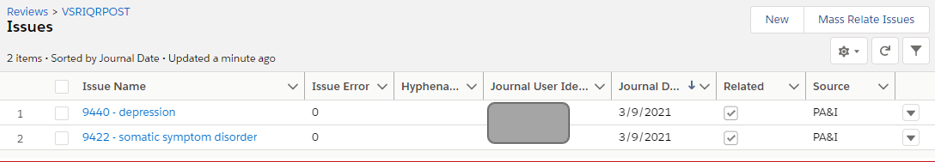 Reviews > VSRIQRPOST
Issues
New
Mass Relate Issues
2 items • Sorted by Journal Date • Updated a minute ago
Issue Name Issue Error Hyphena... Journal User Ide... Journal D... Related Source
1 9440 - depression 0 3/9/2021 PA&I
2 9422 - somatic symptom disorder 0 3/9/2021 PA&I